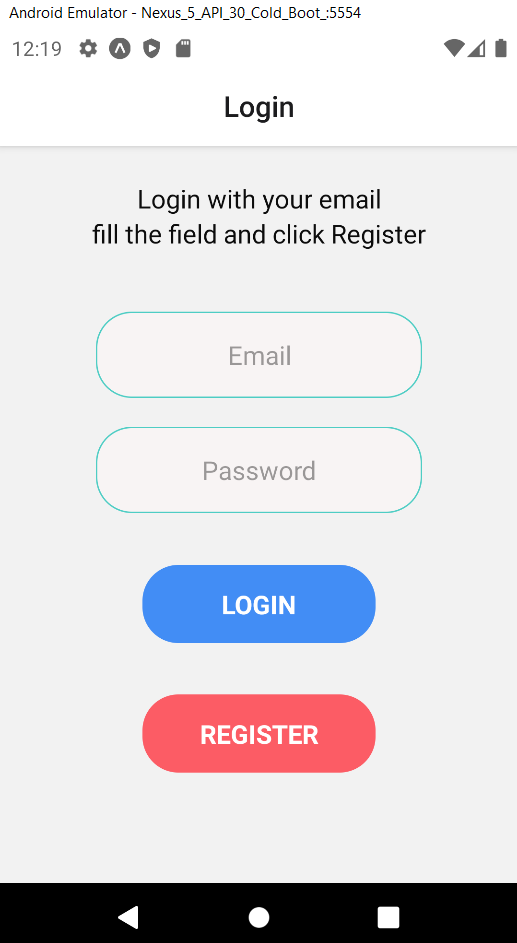 Android Emulator - Nexus_5_API_30_Cold_Boot_:5554
12:19
Login
Login with your email
fill the field and click Register
Email
Password
LOGIN
REGISTER